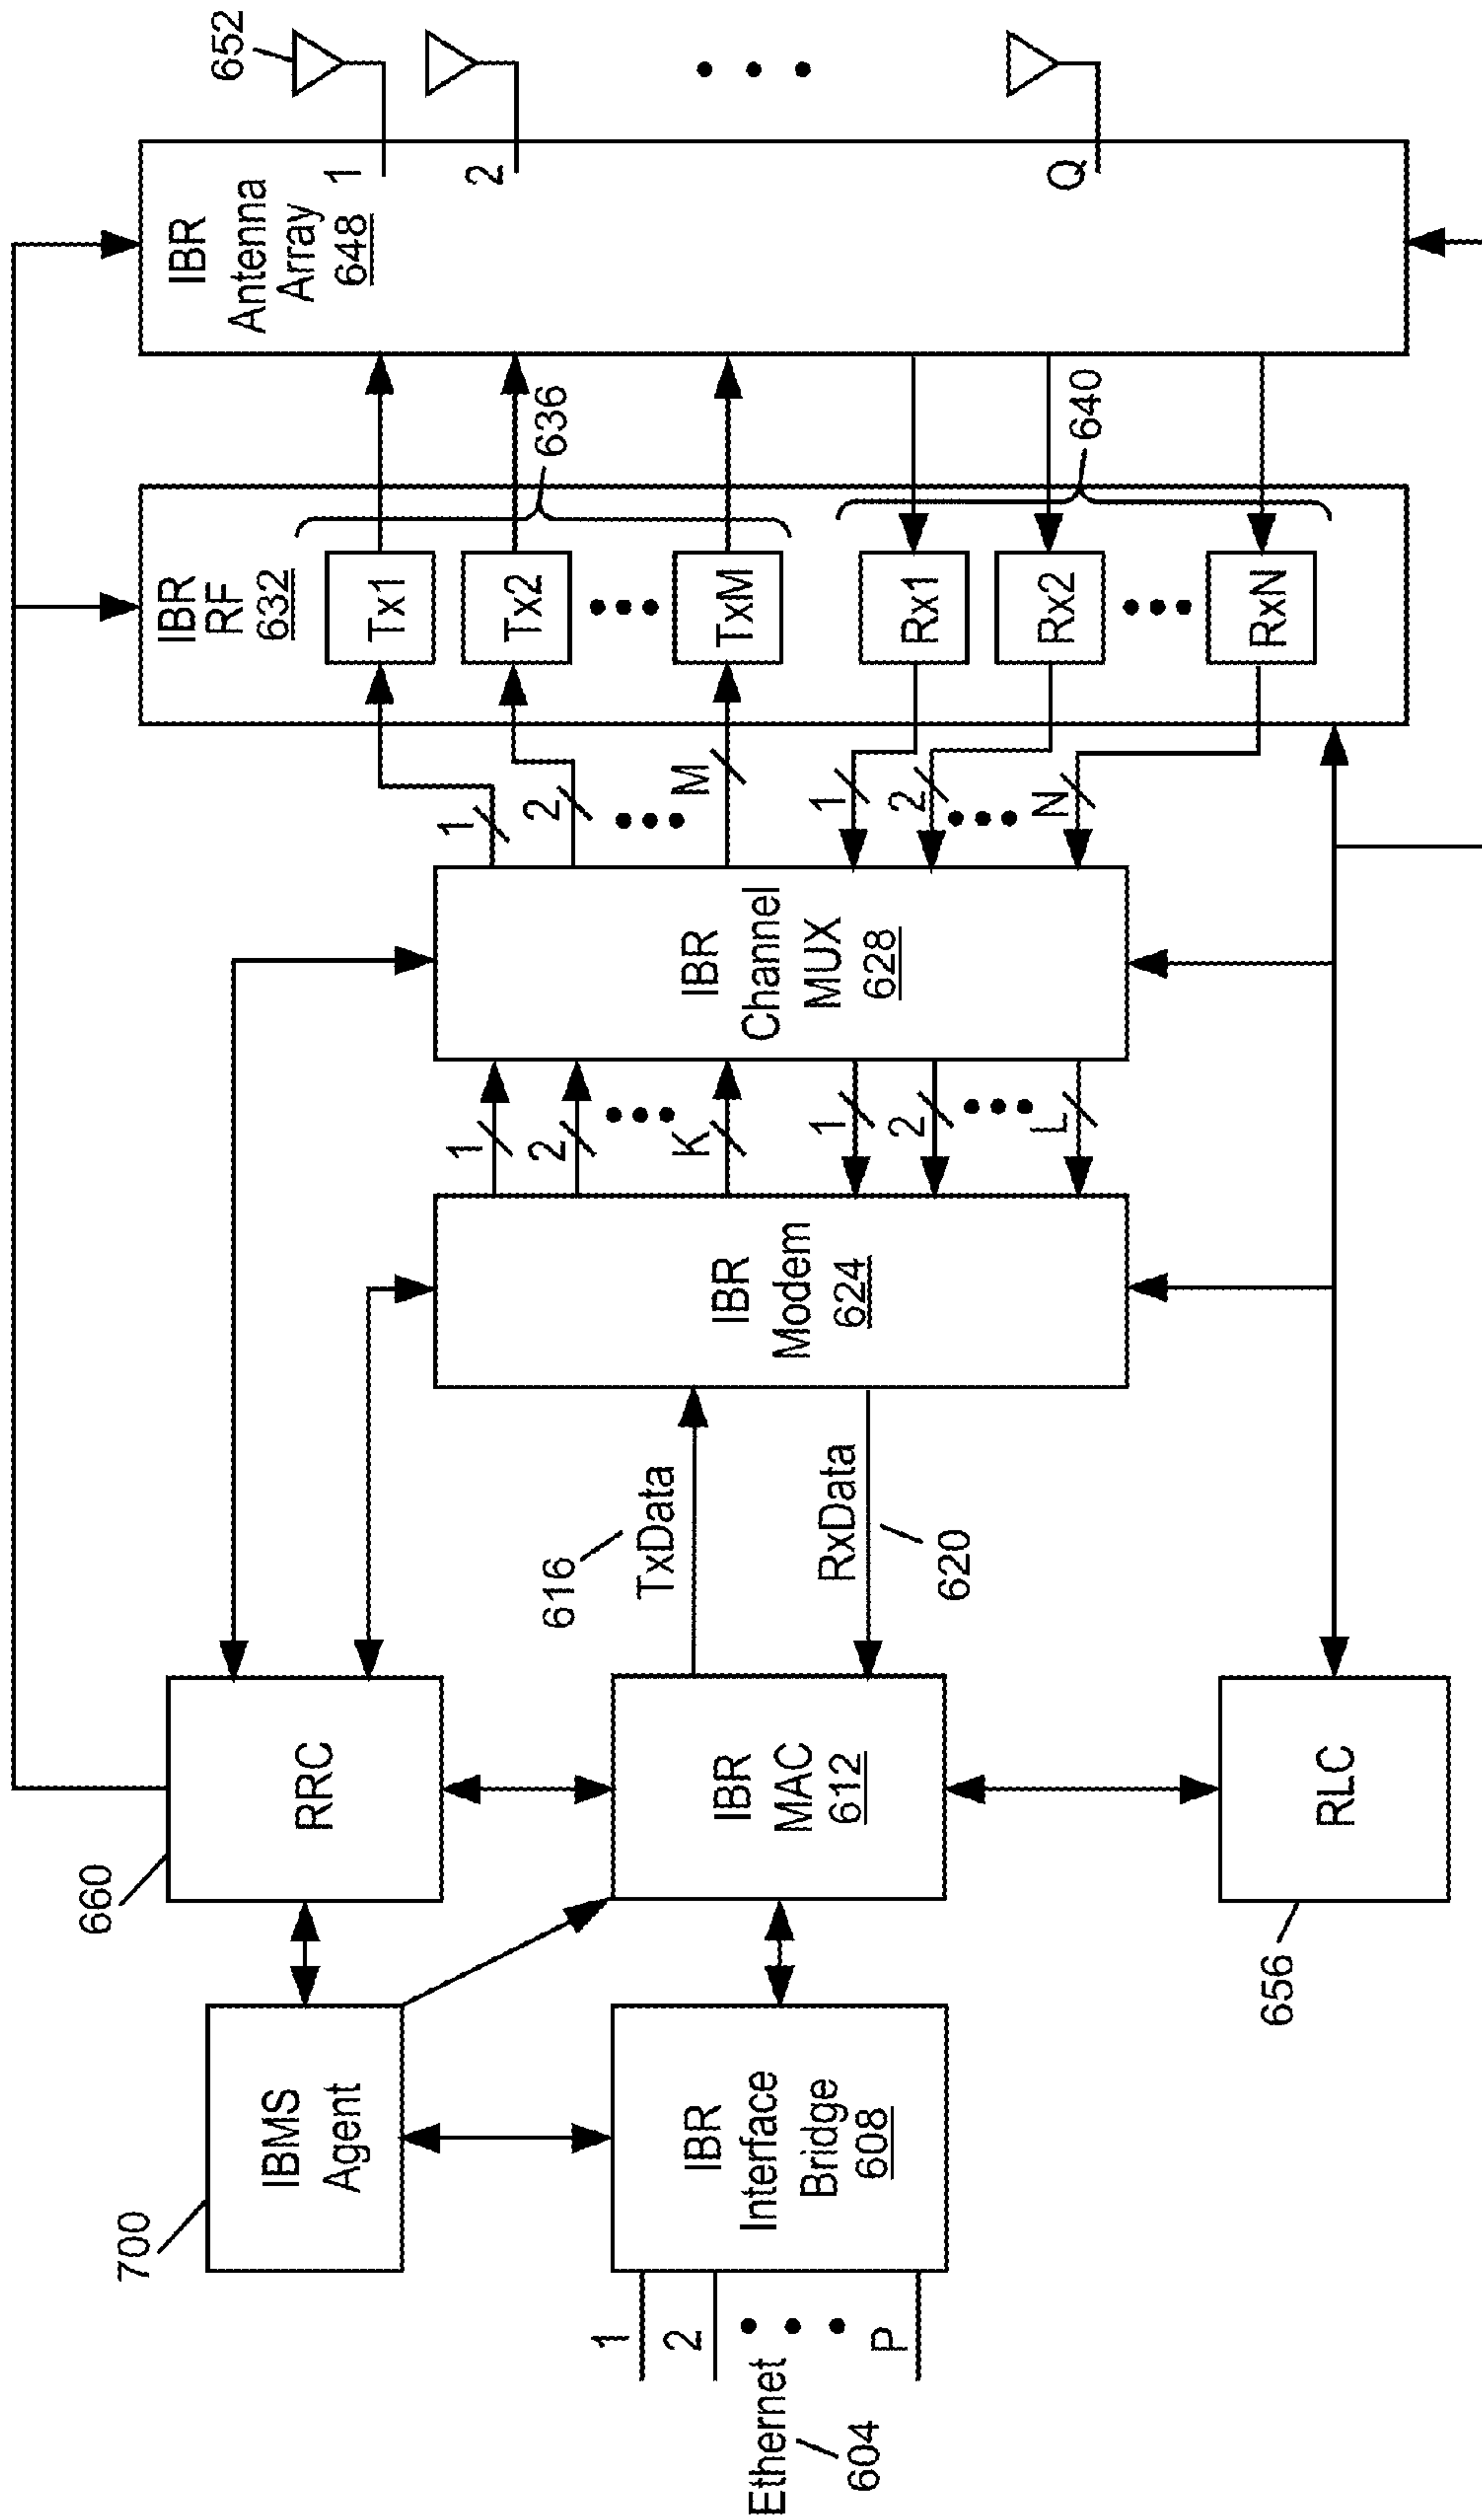 700
IBMS
Agent
660
RRC
Ethernet
604
1
2
P
IBR
Interface
Bridge
608
IBR
MAC
612
656
RLC
616
TxData
RxData
620
IBR
Modem
624
1
2
K
1
2
L
IBR
Channel
MUX
628
1
2
M
1
2
N
IBR
RF
632
Tx1
Tx2
TxM
Rx1
Rx2
RxN
636
640
IBR
Antenna
Array
648
1
2
Q
652